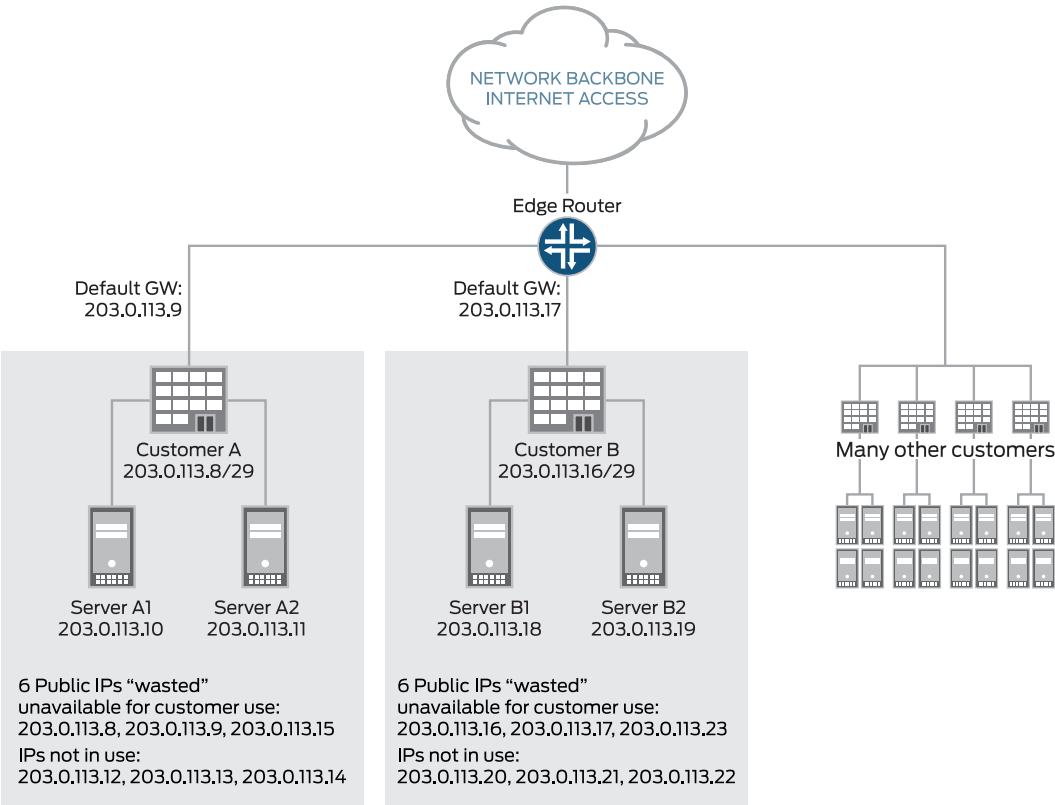 NETWORK BACKBONE
INTERNET ACCESS
Edge Router
Default GW:
203.0.113.9
Default GW:
203.0.113.17
Customer A
203.0.113.8/29
Customer B
203.0.113.16/29
Many other customers
Server A1
203.0.113.10
Server A2
203.0.113.11
Server B1
203.0.113.18
Server B2
203.0.113.19
6 Public IPs “wasted”
unavailable for customer use:
203.0.113.8, 203.0.113.9, 203.0.113.15
IPs not in use:
203.0.113.12, 203.0.113.13, 203.0.113.14
6 Public IPs “wasted”
unavailable for customer use:
203.0.113.16, 203.0.113.17, 203.0.113.23
IPs not in use:
203.0.113.20, 203.0.113.21, 203.0.113.22